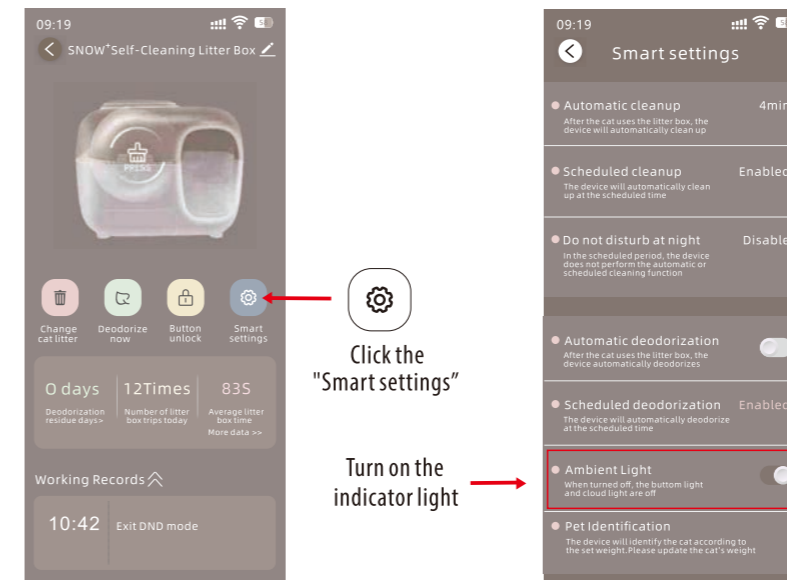 09:19
SNOW⁺Self-Cleaning Litter Box
PRESS
Change
cat litter
Deodorize
now
Button
unlock
Smart
settings
0 days
Deodorization
residue days>
12Times
Number of litter
box trips today
83S
Average litter
box time
More data >>
Working Records
10:42
Exit DND mode
Click the
"Smart settings"
Turn on the
indicator light
09:19
Smart settings
Automatic cleanup
4min
After the cat uses the litter box, the
device will automatically clean up
Scheduled cleanup
Enabled
The device will automatically clean
up at the scheduled time
Do not disturb at night
Disable
In the scheduled period, the device
does not perform the automatic or
scheduled cleaning function
Automatic deodorization
After the cat uses the litter box, the
device automatically deodorizes
Scheduled deodorization
Enabled
The device will automatically deodorize
at the scheduled time
Ambient Light
When turned off, the buttom light
and cloud light are off
Pet Identification
The device will identify the cat according to
the set weight.Please update the cat's weight